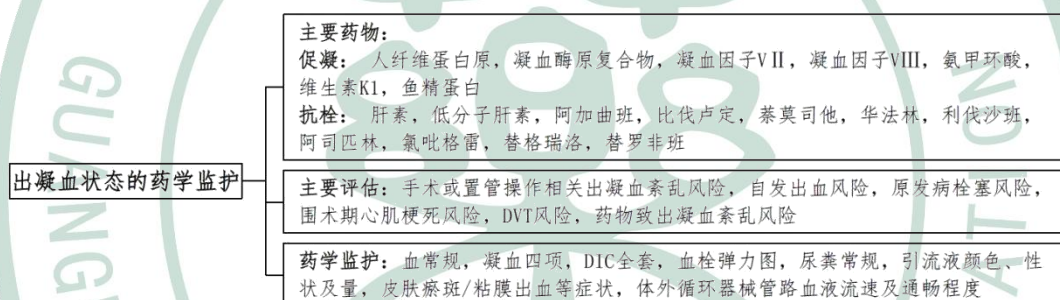 主要药物：
促凝： 人纤维蛋白原，凝血酶原复合物，凝血因子VⅡ，凝血因子VⅢ，氨甲环酸，
维生素K1，鱼精蛋白
抗栓： 肝素，低分子肝素，阿加曲班，比伐卢定，萘莫司他，华法林，利伐沙班，
阿司匹林，氯吡格雷，替格瑞洛，替罗非班
出凝血状态的药学监护
主要评估：手术或置管操作相关出凝血紊乱风险，自发出血风险，原发病栓塞风险，
围术期心肌梗死风险，DVT风险，药物致出凝血紊乱风险
药学监护：血常规，凝血四项，DIC全套，血栓弹力图，尿粪常规，引流液颜色、性
状及量，皮肤瘀斑/粘膜出血等症状，体外循环器械管路血液流速及通畅程度
GUANG
ATION